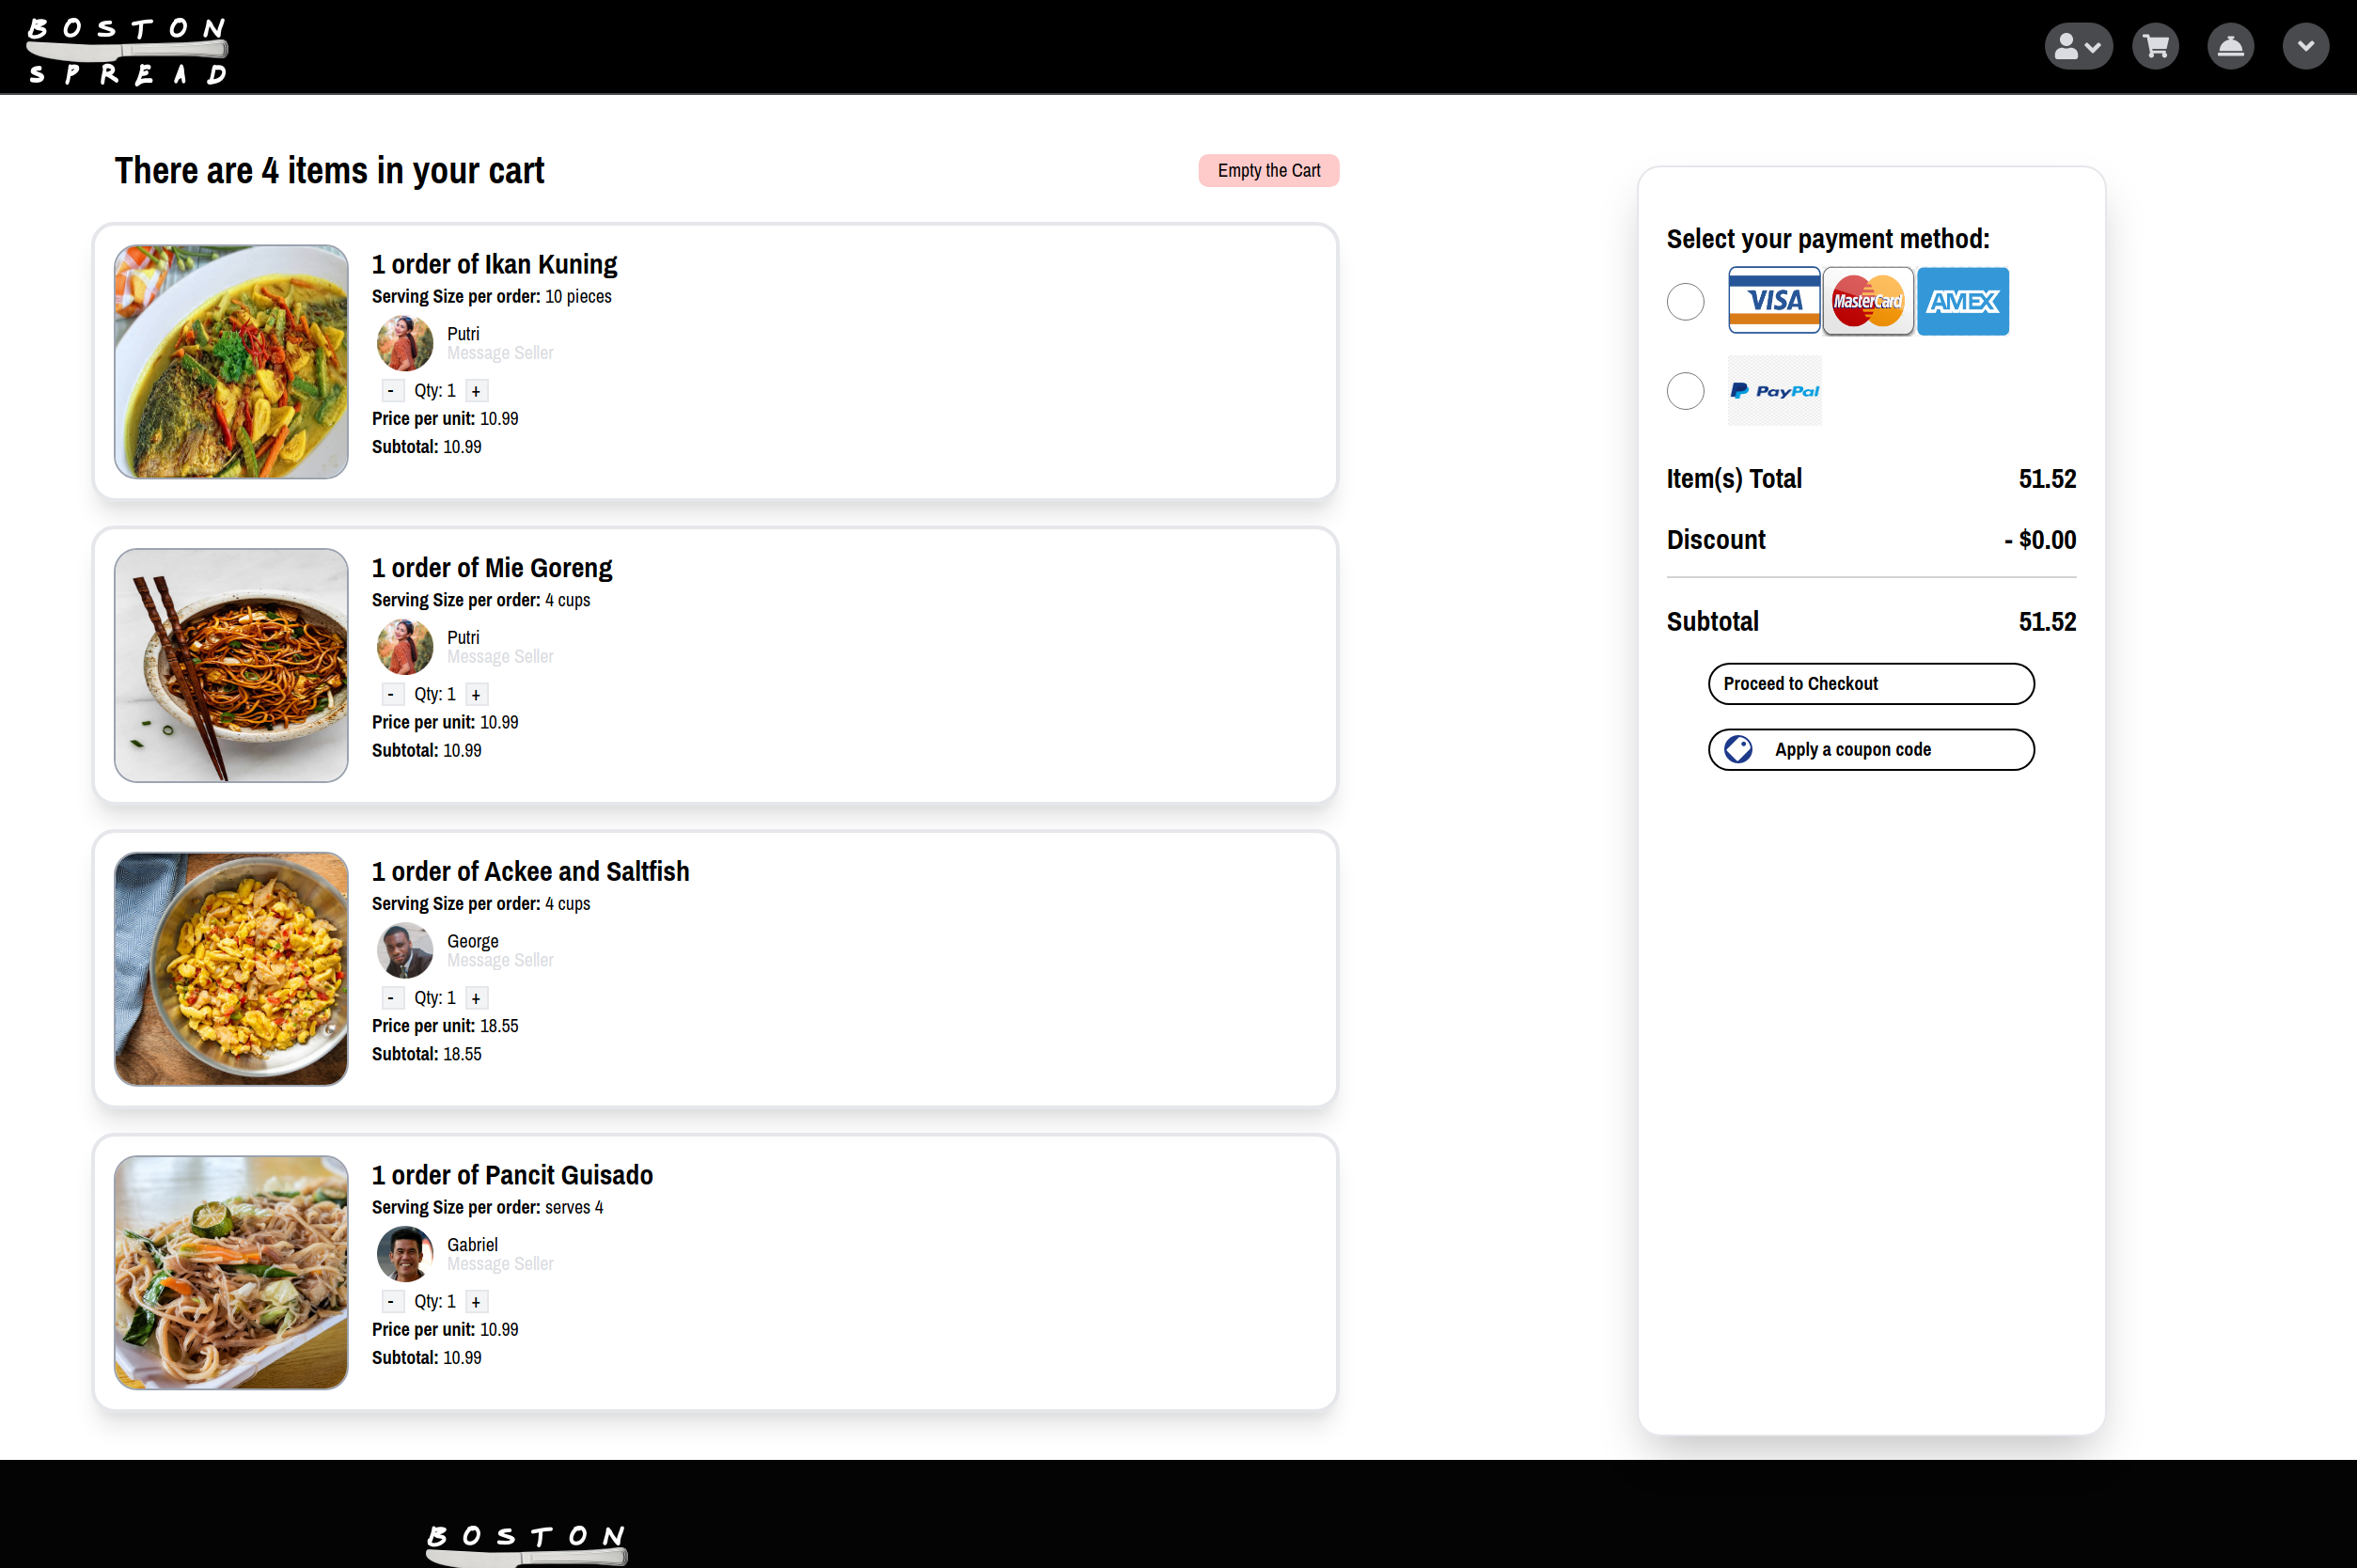 BOSTON
SPREAD
There are 4 items in your cart
Empty the Cart
1 order of Ikan Kuning
Serving Size per order: 10 pieces
Putri
Message Seller
- Qty: 1 +
Price per unit: 10.99
Subtotal: 10.99
1 order of Mie Goreng
Serving Size per order: 4 cups
Putri
Message Seller
- Qty: 1 +
Price per unit: 10.99
Subtotal: 10.99
1 order of Ackee and Saltfish
Serving Size per order: 4 cups
George
Message Seller
- Qty: 1 +
Price per unit: 18.55
Subtotal: 18.55
1 order of Pancit Guisado
Serving Size per order: serves 4
Gabriel
Message Seller
- Qty: 1 +
Price per unit: 10.99
Subtotal: 10.99
Select your payment method:
VISA MasterCard AMEX
PayPal
Item(s) Total 51.52
Discount - $0.00
Subtotal 51.52
Proceed to Checkout
Apply a coupon code
BOSTON